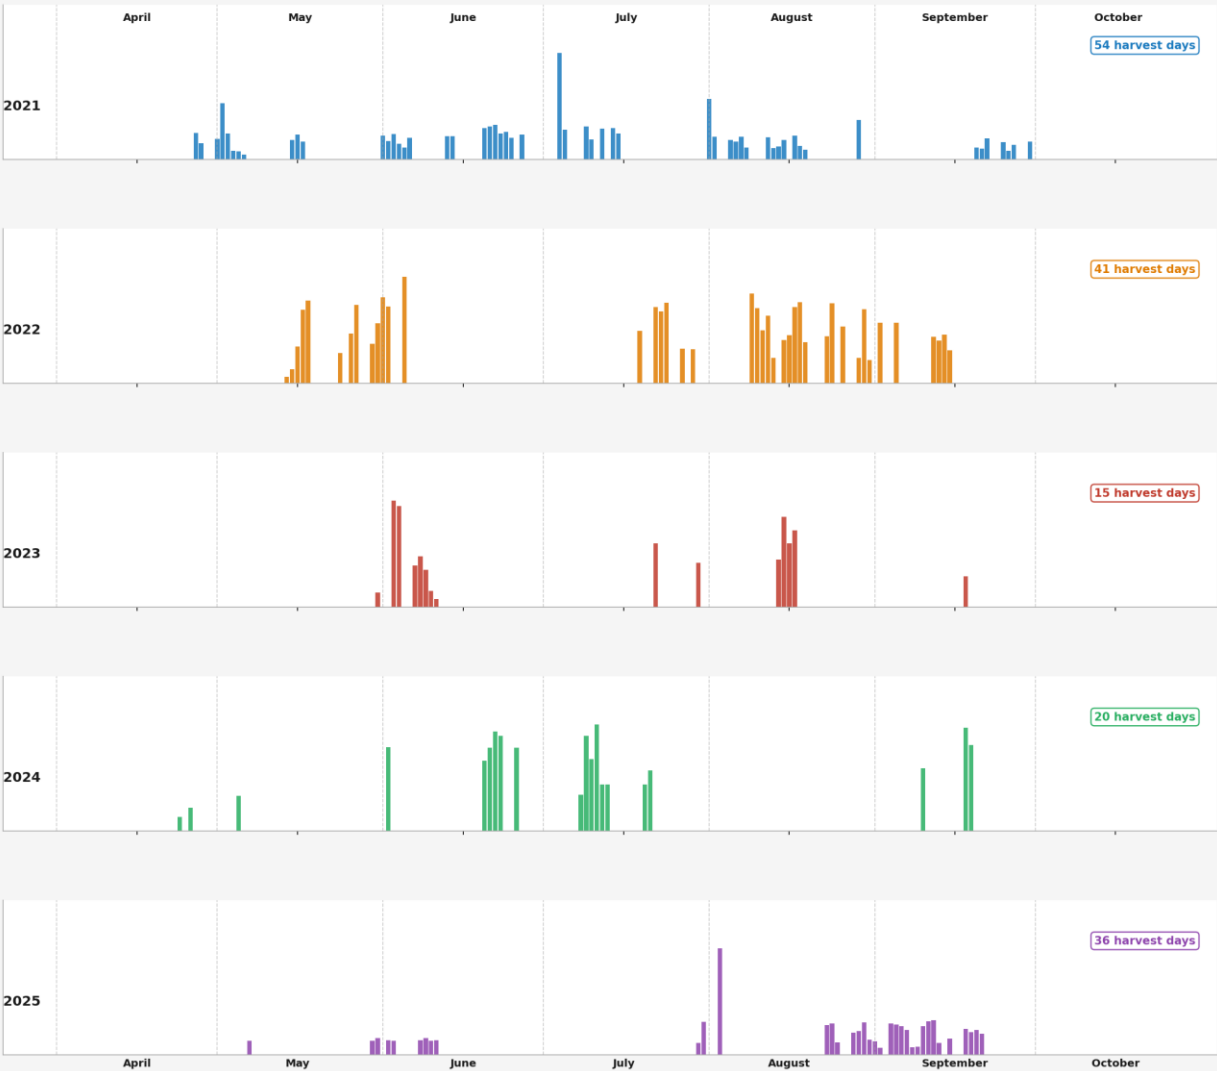 April May June July August September October
54 harvest days
2021
41 harvest days
2022
15 harvest days
2023
20 harvest days
2024
36 harvest days
2025
April May June July August September October